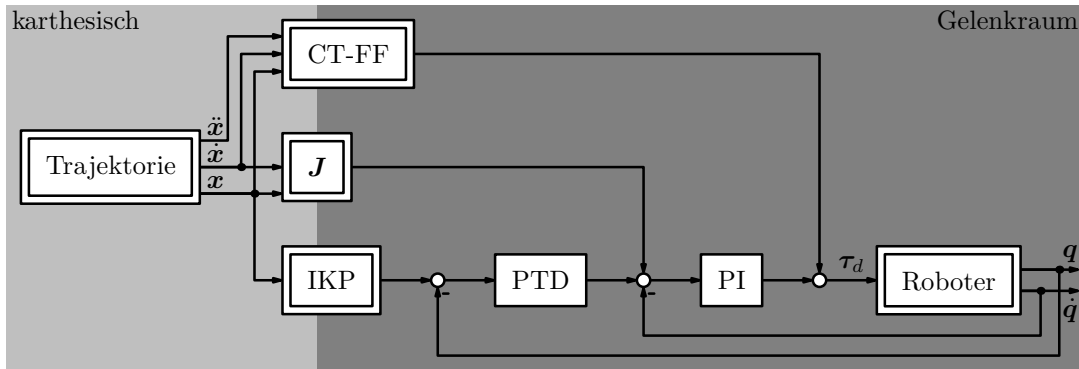 karthesisch
Gelenkraum
CT-FF
ẍ
Trajektorie
ẋ
J
x
IKP
-
PTD
-
PI
τd
Roboter
q
q̇